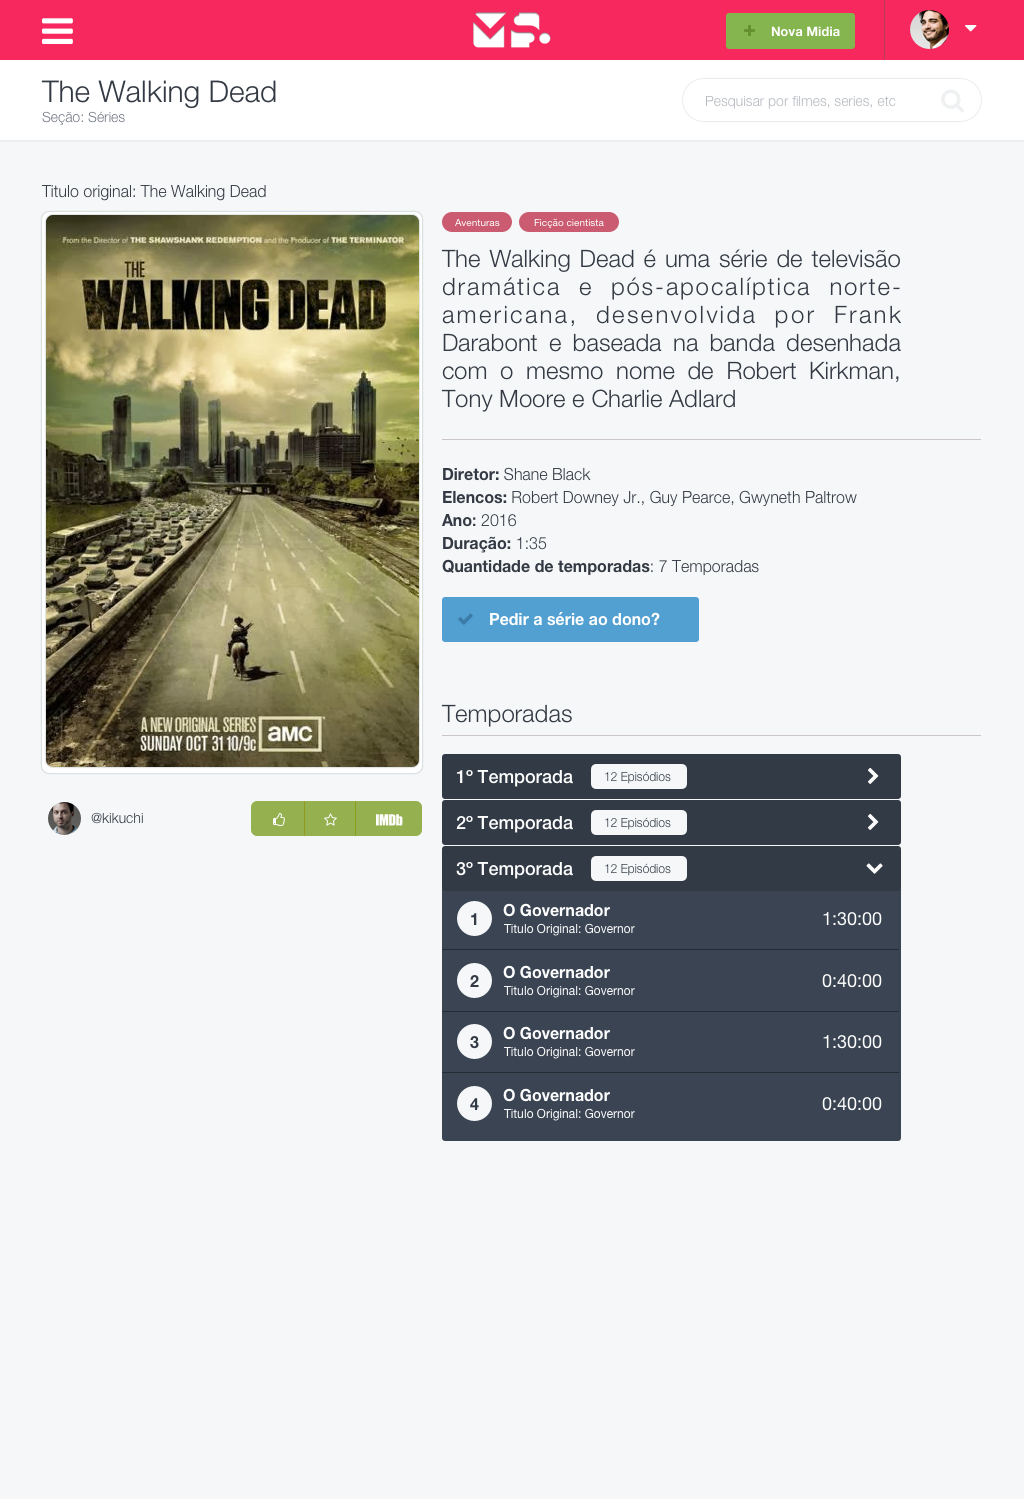 Nova Midia
The Walking Dead
Seção: Séries
Pesquisar por filmes, series, etc
Titulo original: The Walking Dead
From the Director of THE SHAWSHANK REDEMPTION and the Producer of THE TERMINATOR
THE
WALKING DEAD
A NEW ORIGINAL SERIES
SUNDAY OCT 31 10/9c
amc
@kikuchi
IMDb
Aventuras
Ficção cientista
The Walking Dead é uma série de televisão
dramática e pós-apocalíptica norte-
americana, desenvolvida por Frank
Darabont e baseada na banda desenhada
com o mesmo nome de Robert Kirkman,
Tony Moore e Charlie Adlard
Diretor: Shane Black
Elencos: Robert Downey Jr., Guy Pearce, Gwyneth Paltrow
Ano: 2016
Duração: 1:35
Quantidade de temporadas: 7 Temporadas
Pedir a série ao dono?
Temporadas
1º Temporada 12 Episódios
2º Temporada 12 Episódios
3º Temporada 12 Episódios
1 O Governador 1:30:00
Titulo Original: Governor
2 O Governador 0:40:00
Titulo Original: Governor
3 O Governador 1:30:00
Titulo Original: Governor
4 O Governador 0:40:00
Titulo Original: Governor